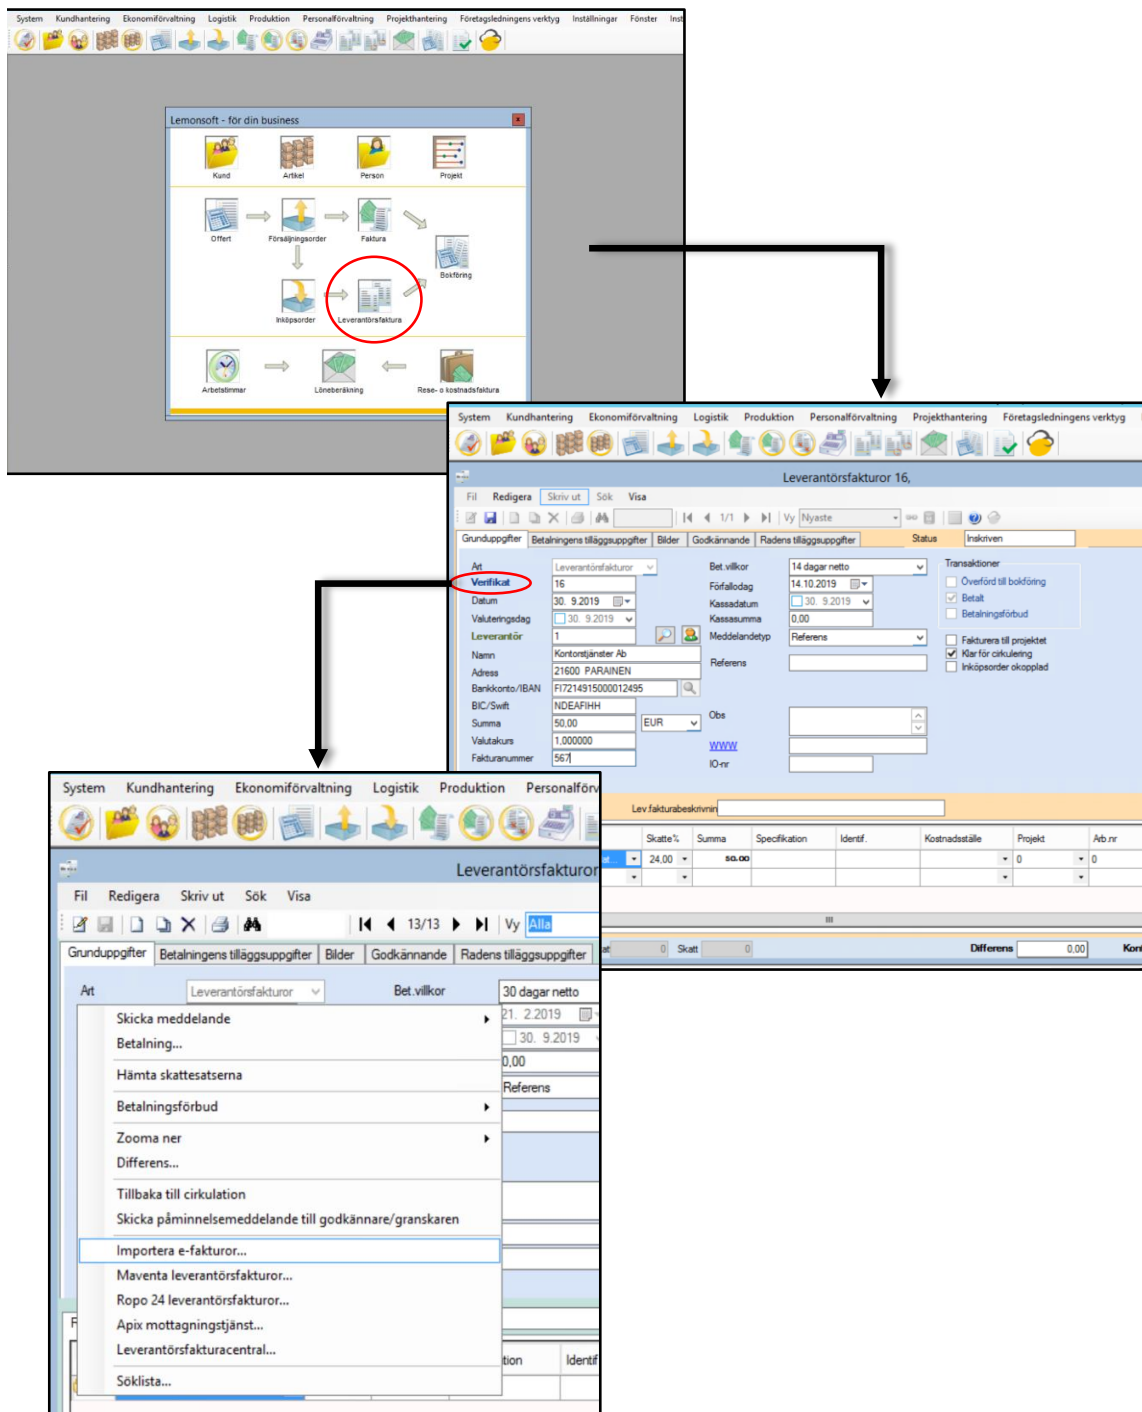 System Kundhantering Ekonomiförvaltning Logistik Produktion Personalförvaltning Projekthantering Företagsledningens verktyg Inställningar Fönster Inst
Lemonsoft - för din business
Kund Artikel Person Projekt
Offert Försäljningsorder Faktura
Bokföring
Inköpsorder Leverantörsfaktura
Arbetstimmar Löneberäkning Rese- o kostnadsfaktura
System Kundhantering Ekonomiförvaltning Logistik Produktion Personalförvaltning Projekthantering Företagsledningens verktyg
Leverantörsfakturor 16,
Fil Redigera Skriv ut Sök Visa
1/1 Vy Nyaste
Grunduppgifter Betalningens tilläggsuppgifter Bilder Godkännande Radens tilläggsuppgifter Status Inskriven
Art Leverantörsfakturor Bet.villkor 14 dagar netto Transaktioner
Verifikat 16 Förfallodag 14.10.2019 Överförd till bokföring
Datum 30. 9.2019 Kassadatum 30. 9.2019 Betalt
Valuteringsdag 30. 9.2019 Kassasumma 0,00 Betalningsförbud
Leverantör 1 Meddelandetyp Referens Fakturera till projektet
Namn Kontorstjänster Ab Referens Klar för cirkulering
Adress 21600 PARAINEN Inköpsorder okopplad
Bankkonto/IBAN FI7214915000012495
BIC/Swift NDEAFIHH
Summa 50,00 EUR Obs
Valutakurs 1,000000 WWW
Fakturanummer 567 IO-nr
Lev.fakturabeskrivnin
Skatte% Summa Specifikation Identif. Kostnadsställe Projekt Arb.nr
at... 24,00 50.00 0 0
at 0 Skatt 0 Differens 0,00 Kont
System Kundhantering Ekonomiförvaltning Logistik Produktion Personalförv
Leverantörsfakturor
Fil Redigera Skriv ut Sök Visa
13/13 Vy Alla
Grunduppgifter Betalningens tilläggsuppgifter Bilder Godkännande Radens tilläggsuppgifter
Art Leverantörsfakturor Bet.villkor 30 dagar netto
Skicka meddelande 21. 2.2019
Betalning... 30. 9.2019
0,00
Hämta skattesatserna Referens
Betalningsförbud
Zooma ner
Differens...
Tillbaka till cirkulation
Skicka påminnelsemeddelande till godkännare/granskaren
Importera e-fakturor...
Maventa leverantörsfakturor...
Ropo 24 leverantörsfakturor...
Apix mottagningstjänst...
Leverantörsfakturacentral... tion Identif
Söklista...